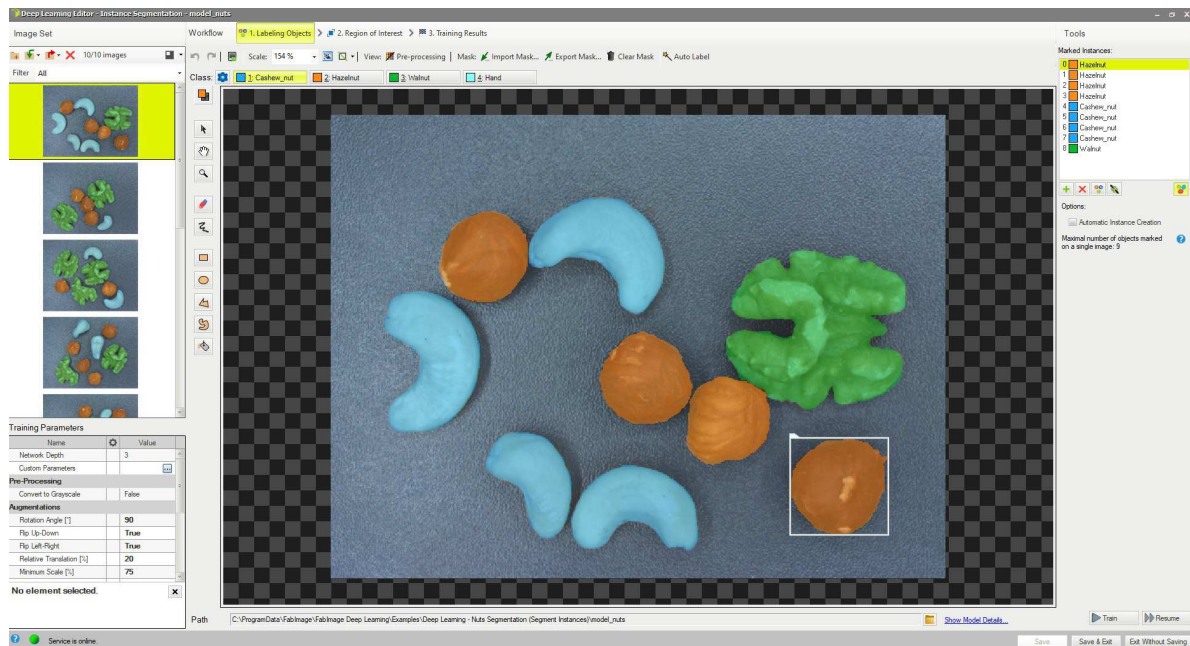 Deep Learning Editor - Instance Segmentation - model_nuts
Image Set
Workflow
1. Labeling Objects
2. Region of Interest
3. Training Results
Tools
10/10 images
Scale: 154 %
View:
Pre-processing
Mask:
Import Mask...
Export Mask...
Clear Mask
Auto Label
Filter All
Class:
1: Cashew_nut
2: Hazelnut
3: Walnut
4: Hand
Marked Instances:
0 Hazelnut
1 Hazelnut
2 Hazelnut
3 Hazelnut
4 Cashew_nut
5 Cashew_nut
6 Cashew_nut
7 Cashew_nut
8 Walnut
Options:
Automatic Instance Creation
Maximal number of objects marked
on a single image: 9
Training Parameters
Name Value
Network Depth 3
Custom Parameters ...
Pre-Processing
Convert to Grayscale False
Augmentations
Rotation Angle [°] 90
Flip Up-Down True
Flip Left-Right True
Relative Translation [%] 20
Minimum Scale [%] 75
No element selected.
Path C:\ProgramData\FabImage\FabImage Deep Learning\Examples\Deep Learning - Nuts Segmentation (Segment Instances)\model_nuts
Show Model Details...
Train
Resume
Service is online.
Save
Save & Exit
Exit Without Saving